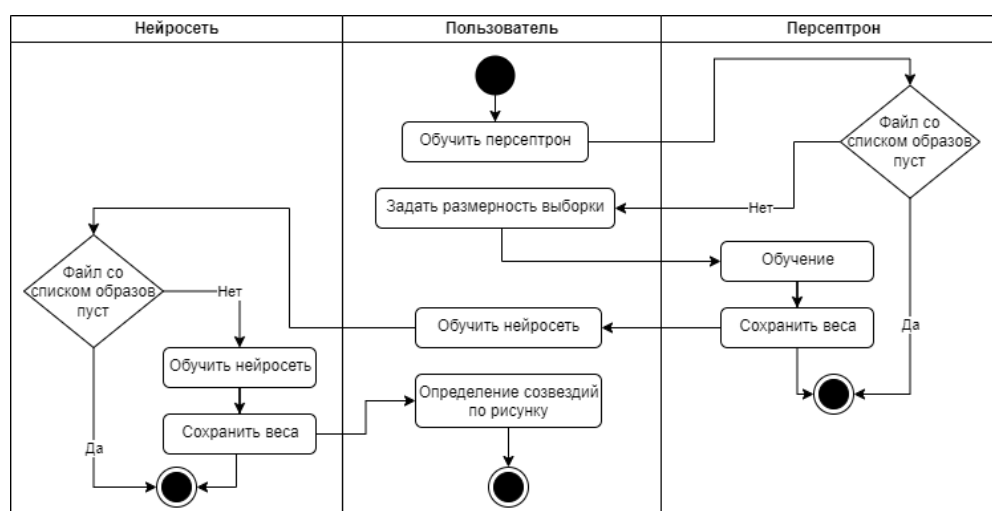 Нейросеть
Пользователь
Персептрон
Обучить персептрон
Файл со
списком образов
пуст
Задать размерность выборки
Нет
Файл со
списком образов
пуст
Обучение
Нет
Обучить нейросеть
Сохранить веса
Да
Обучить нейросеть
Определение созвездий
по рисунку
Сохранить веса
Да